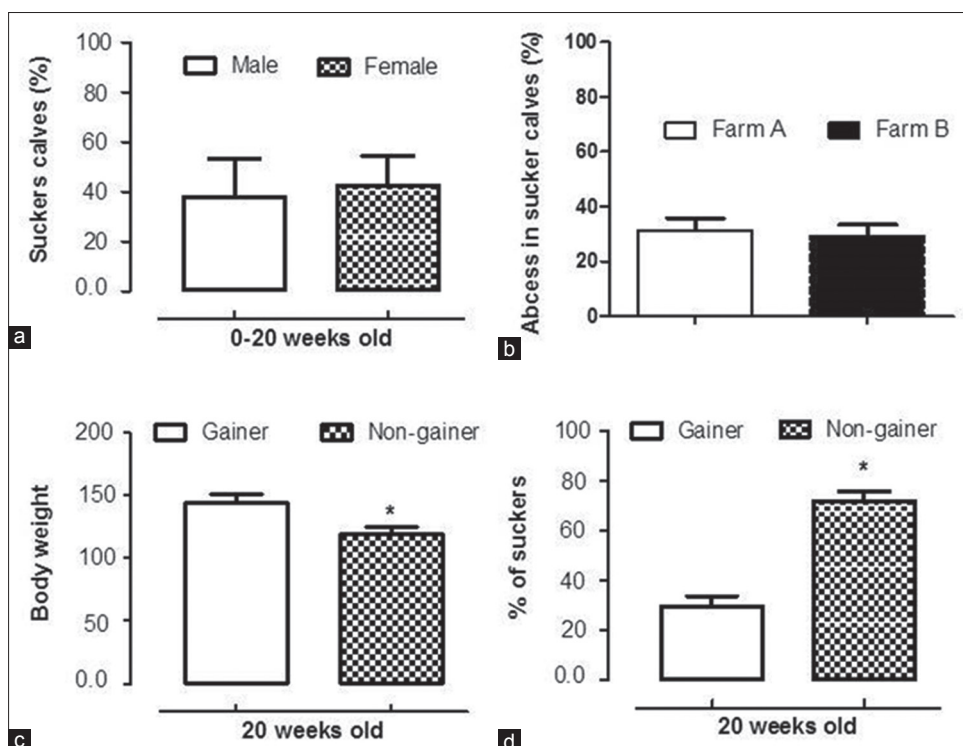 100
80
60
40
20
0.0
Suckers calves (%)
Male Female
0-20 weeks old
a
100
80
60
40
20
0
Abcess in sucker calves (%)
Farm A Farm B
b
200
150
100
50
0.0
Body weight
Gainer Non-gainer
*
20 weeks old
c
100
80
60
40
20
0.0
% of suckers
Gainer Non-gainer
*
20 weeks old
d